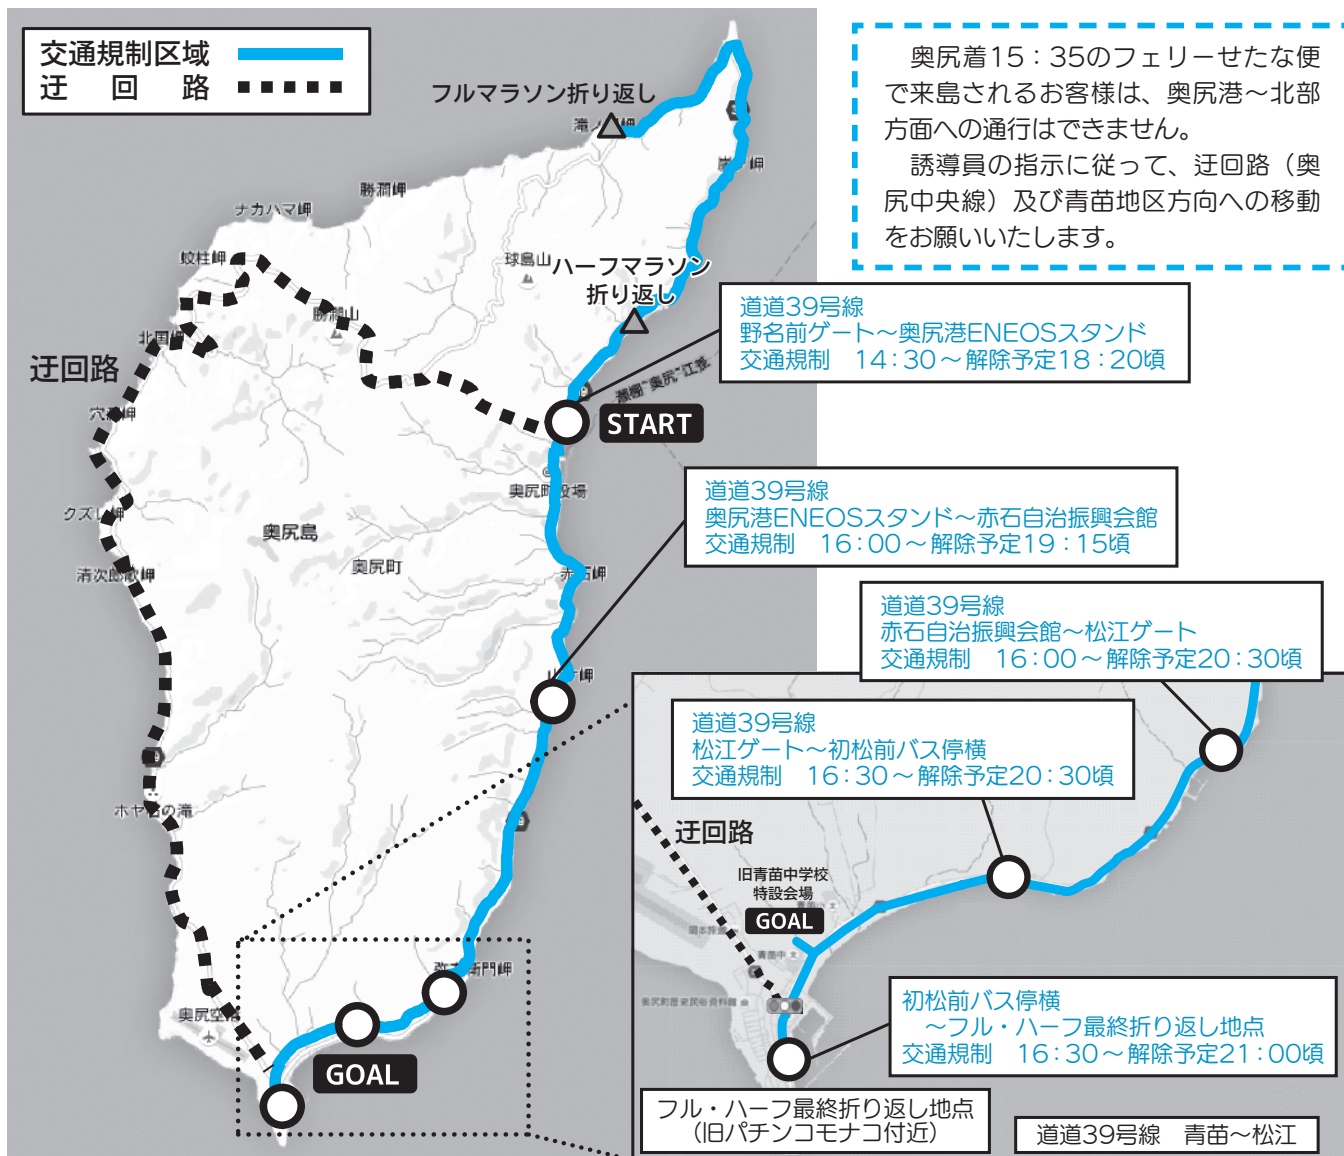 交通規制区域
迂回路
奥尻着15：35のフェリーせたな便
で来島されるお客様は、奥尻港～北部
方面への通行はできません。
誘導員の指示に従って、迂回路（奥
尻中央線）及び青苗地区方向への移動
をお願いいたします。
フルマラソン折り返し
勝澗岬
ナカハマ岬
蚊柱岬
球島山
ハーフマラソン
折り返し
勝澗山
迂回路
START
道道39号線
野名前ゲート～奥尻港ENEOSスタンド
交通規制　14：30～解除予定18：20頃
奥尻島
奥尻町
道道39号線
奥尻港ENEOSスタンド～赤石自治振興会館
交通規制　16：00～解除予定19：15頃
道道39号線
赤石自治振興会館～松江ゲート
交通規制　16：00～解除予定20：30頃
道道39号線
松江ゲート～初松前バス停横
交通規制　16：30～解除予定20：30頃
迂回路
旧青苗中学校
特設会場
GOAL
青苗中
奥尻町歴史民俗資料館
初松前バス停横
～フル・ハーフ最終折り返し地点
交通規制　16：30～解除予定21：00頃
GOAL
フル・ハーフ最終折り返し地点
（旧パチンコモナコ付近）
道道39号線　青苗～松江